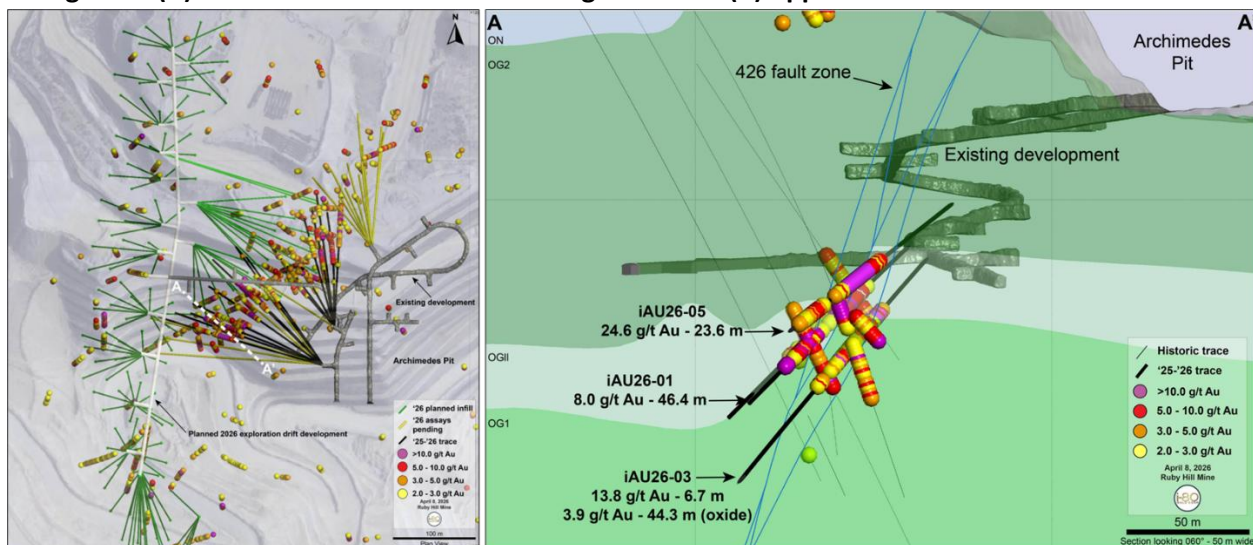 N
A
A'
Existing development
Archimedes Pit
Planned 2026 exploration drift development
'26 planned infill
'26 assays
pending
'25-'26 trace
>10.0 g/t Au
5.0 - 10.0 g/t Au
3.0 - 5.0 g/t Au
2.0 - 3.0 g/t Au
April 8, 2026
Ruby Hill Mine
i-80
100 m
Plan View
A
A
ON
OG2
426 fault zone
Archimedes
Pit
Existing development
iAU26-05
24.6 g/t Au - 23.6 m
OGII
iAU26-01
8.0 g/t Au - 46.4 m
OG1
iAU26-03
13.8 g/t Au - 6.7 m
3.9 g/t Au - 44.3 m (oxide)
Historic trace
'25-'26 trace
>10.0 g/t Au
5.0 - 10.0 g/t Au
3.0 - 5.0 g/t Au
2.0 - 3.0 g/t Au
April 8, 2026
Ruby Hill Mine
i-80
50 m
Section looking 060° - 50 m wide